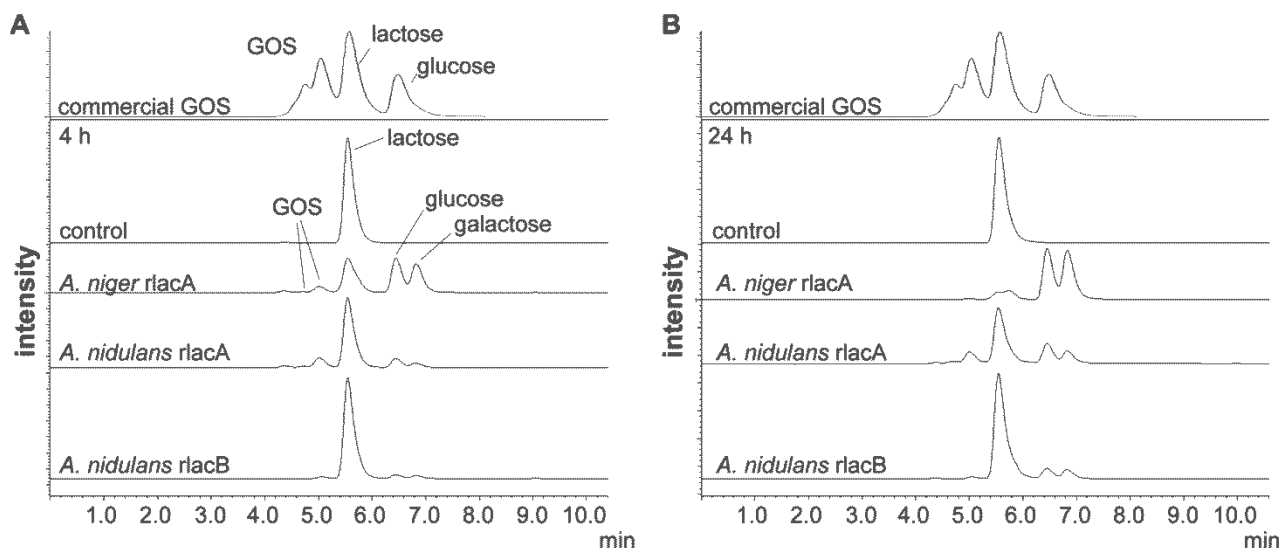 A
GOS
lactose
glucose
commercial GOS
4 h
lactose
GOS
glucose
galactose
control
A. niger rlacA
A. nidulans rlacA
A. nidulans rlacB
intensity
1.0 2.0 3.0 4.0 5.0 6.0 7.0 8.0 9.0 10.0
min
B
commercial GOS
24 h
control
A. niger rlacA
A. nidulans rlacA
A. nidulans rlacB
intensity
1.0 2.0 3.0 4.0 5.0 6.0 7.0 8.0 9.0 10.0
min